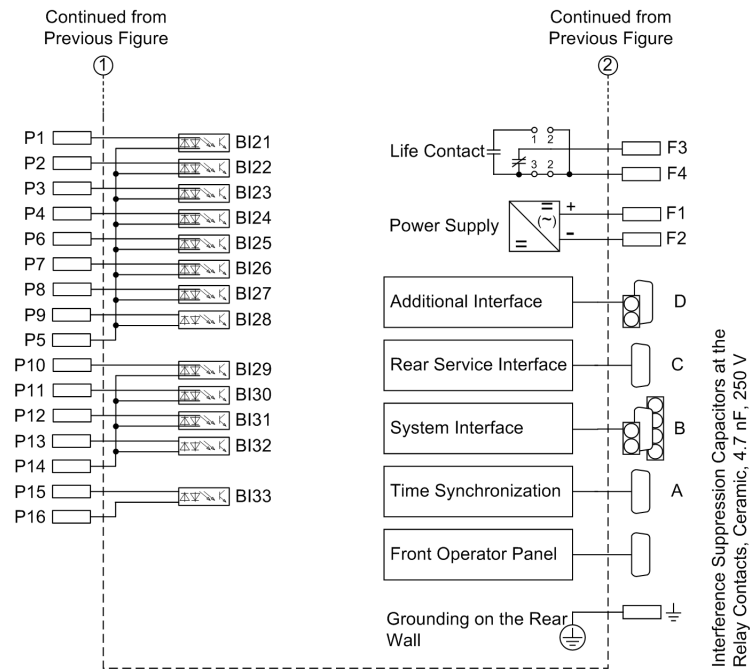 Continued from
Previous Figure
1
Continued from
Previous Figure
2
P1
BI21
P2
BI22
P3
BI23
P4
BI24
P6
BI25
P7
BI26
P8
BI27
P9
BI28
P5
P10
BI29
P11
BI30
P12
BI31
P13
BI32
P14
P15
BI33
P16
Life Contact
1 2
3 2
F3
F4
Power Supply
=
(~)
=
+
-
F1
F2
Additional Interface
D
Rear Service Interface
C
System Interface
B
Time Synchronization
A
Front Operator Panel
Grounding on the Rear
Wall
Interference Suppression Capacitors at the
Relay Contacts, Ceramic, 4.7 nF, 250 V